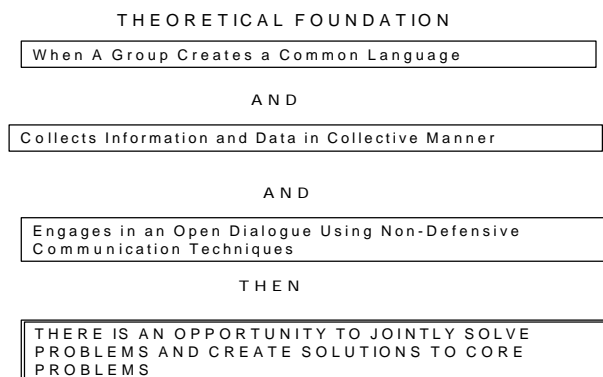 THEORETICAL FOUNDATION
When A Group Creates a Common Language
AND
Collects Information and Data in Collective Manner
AND
Engages in an Open Dialogue Using Non-Defensive
Communication Techniques
THEN
THERE IS AN OPPORTUNITY TO JOINTLY SOLVE
PROBLEMS AND CREATE SOLUTIONS TO CORE
PROBLEMS